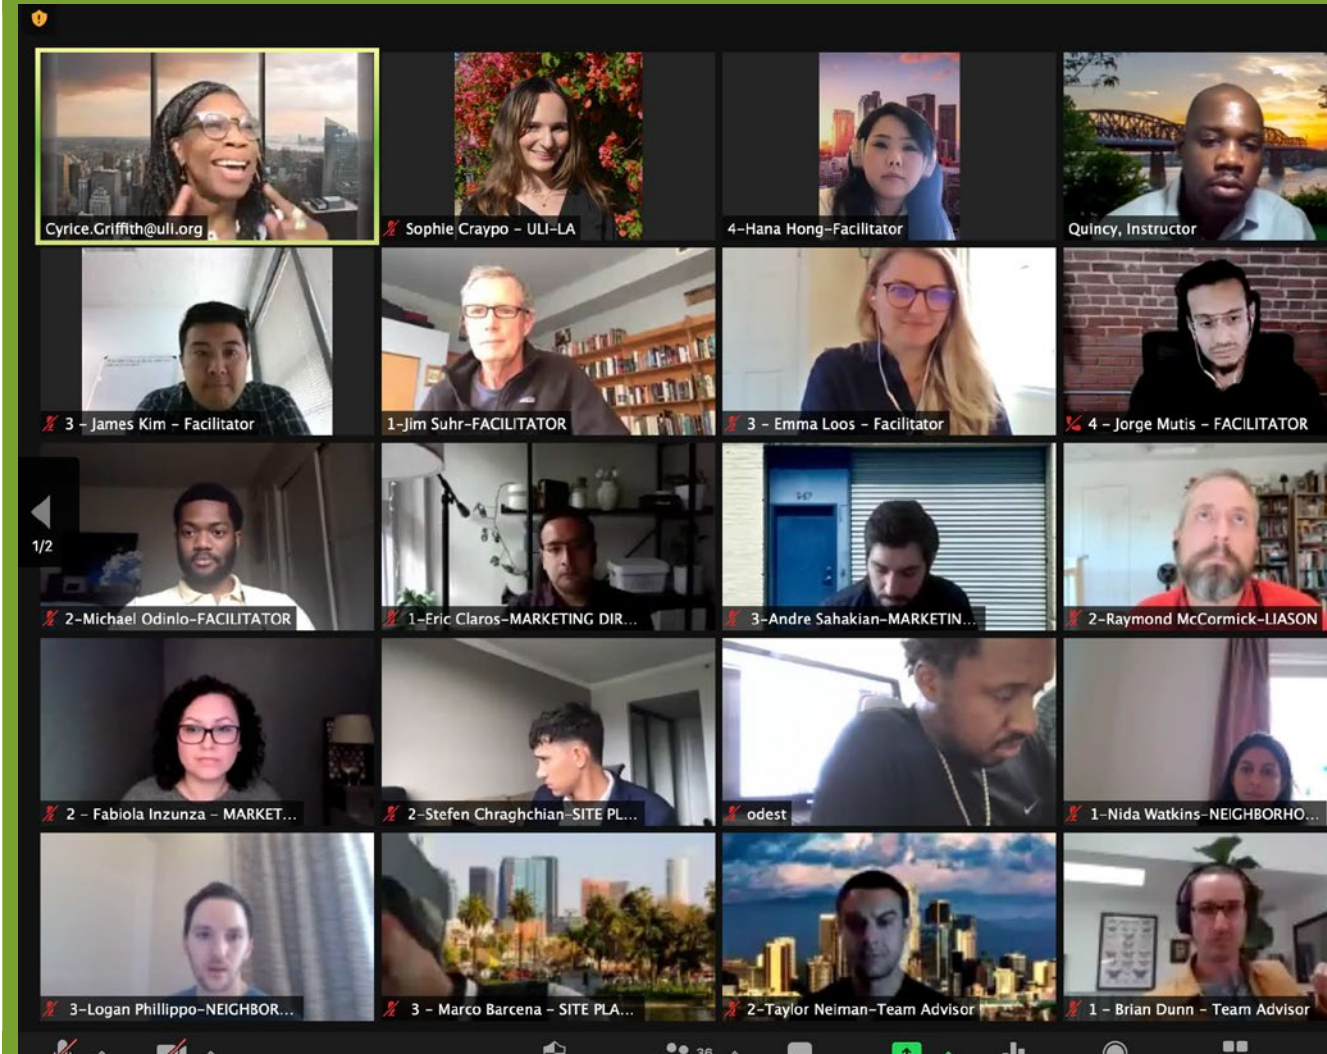 Cyrice.Griffith@uli.org
Sophie Craypo - ULI-LA
4-Hana Hong-Facilitator
Quincy, Instructor
3 - James Kim - Facilitator
1-Jim Suhr-FACILITATOR
3 - Emma Loos - Facilitator
4 - Jorge Mutis - FACILITATOR
1/2
2-Michael Odinlo-FACILITATOR
1-Eric Claros-MARKETING DIR...
3-Andre Sahakian-MARKETIN...
2-Raymond McCormick-LIASON
2 - Fabiola Inzunza - MARKET...
2-Stefen Chraghchian-SITE PL...
odest
1-Nida Watkins-NEIGHBORHO...
3-Logan Phillippo-NEIGHBOR...
3 - Marco Barcena - SITE PLA...
2-Taylor Neiman-Team Advisor
1 - Brian Dunn - Team Advisor
36